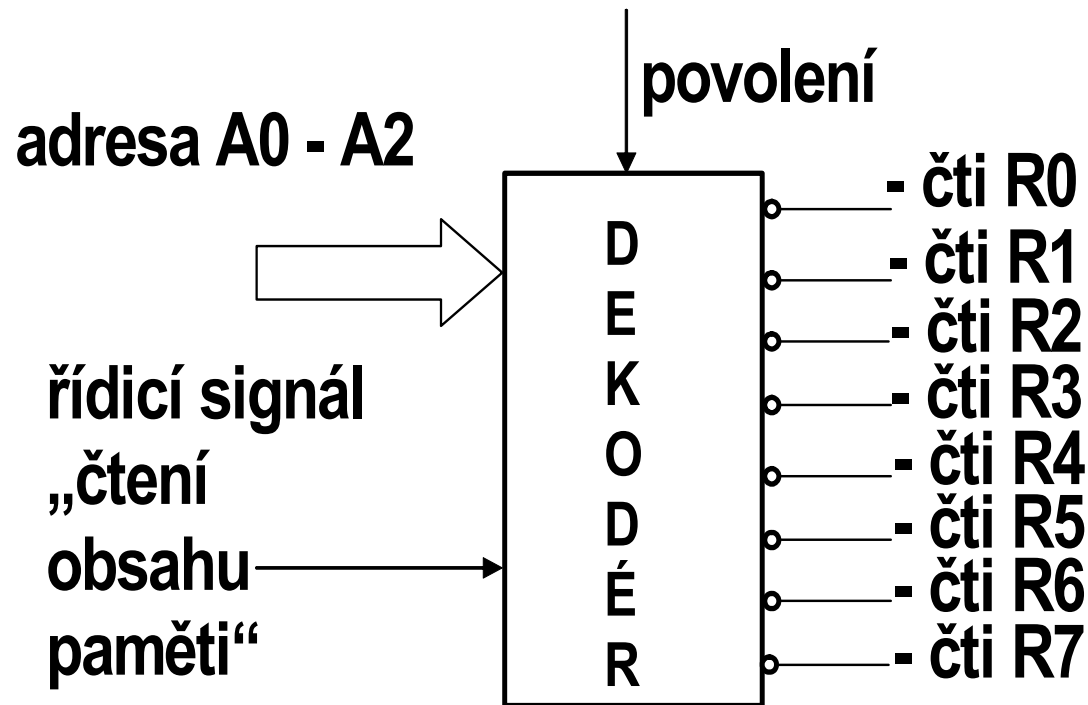 povolení
adresa A0 - A2
řídicí signál
„čtení
obsahu
paměti“
D
E
K
O
D
É
R
- čti R0
- čti R1
- čti R2
- čti R3
- čti R4
- čti R5
- čti R6
- čti R7